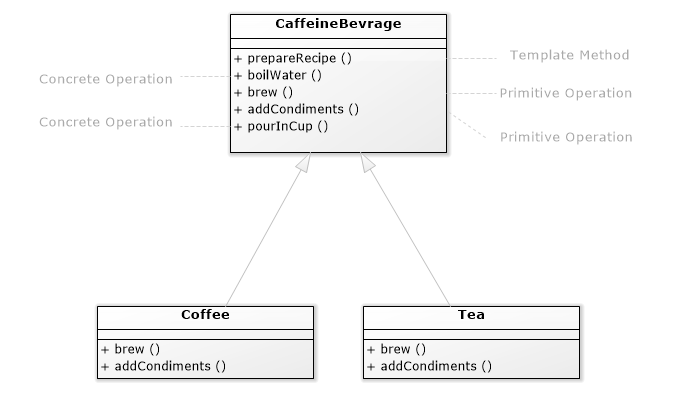 CaffeineBevrage
+ prepareRecipe ()
Template Method
Concrete Operation
+ boilWater ()
+ brew ()
Primitive Operation
+ addCondiments ()
Concrete Operation
+ pourInCup ()
Primitive Operation
Coffee
+ brew ()
+ addCondiments ()
Tea
+ brew ()
+ addCondiments ()